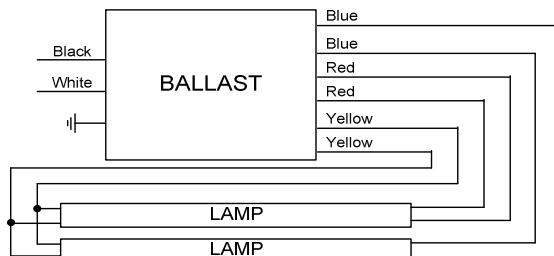 Blue
Blue
Black
Red
White
BALLAST
Red
Yellow
Yellow
LAMP
LAMP